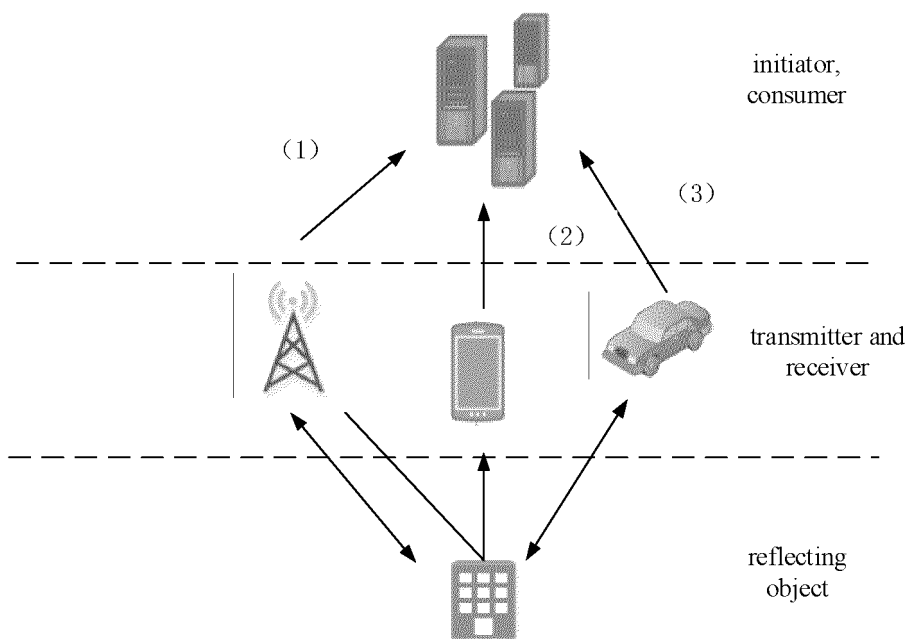 initiator,
consumer
(1)
(3)
(2)
transmitter and
receiver
reflecting
object